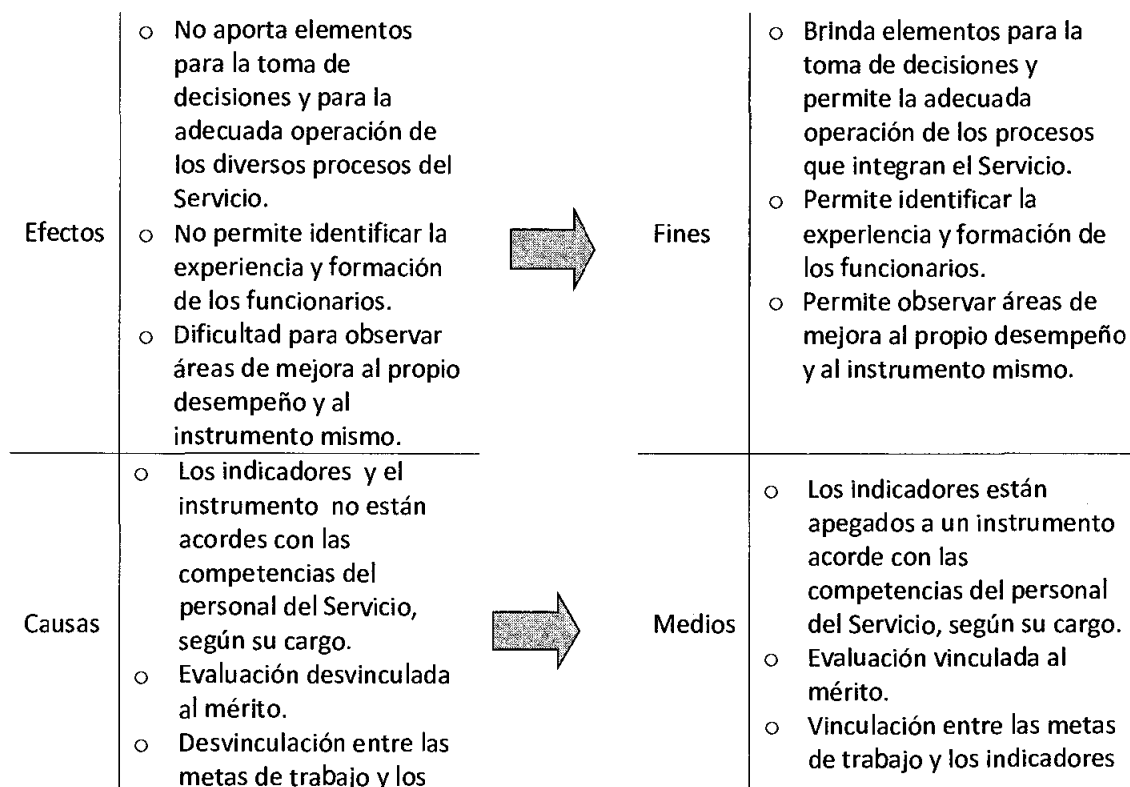 Efectos
○ No aporta elementos
para la toma de
decisiones y para la
adecuada operación de
los diversos procesos del
Servicio.
○ No permite identificar la
experiencia y formación
de los funcionarios.
○ Dificultad para observar
áreas de mejora al propio
desempeño y al
instrumento mismo.
Fines
○ Brinda elementos para la
toma de decisiones y
permite la adecuada
operación de los procesos
que integran el Servicio.
○ Permite identificar la
experiencia y formación de
los funcionarios.
○ Permite observar áreas de
mejora al propio desempeño
y al instrumento mismo.
Causas
○ Los indicadores y el
instrumento no están
acordes con las
competencias del
personal del Servicio,
según su cargo.
○ Evaluación desvinculada
al mérito.
○ Desvinculación entre las
metas de trabajo y los
Medios
○ Los indicadores están
apegados a un instrumento
acorde con las
competencias del personal
del Servicio, según su cargo.
○ Evaluación vinculada al
mérito.
○ Vinculación entre las metas
de trabajo y los indicadores